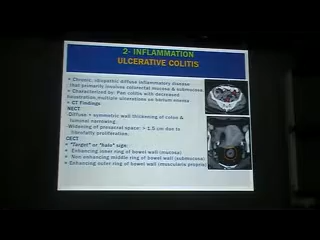 2- INFLAMMATION
ULCERATIVE COLITIS
• Chronic, idiopathic diffuse inflammatory disease
that primarily involves colorectal mucosa & submucosa
• Characterized by: Pan colitis with decreased
haustration, multiple ulcerations on barium enema
• CT Findings
NECT
Diffuse + symmetric wall thickening of colon &
luminal narrowing.
Widening of presacral space: > 1.5 cm due to
fibrofatty proliferation.
CECT
• "Target" or "halo" sign:
• Enhancing inner ring of bowel wall (mucosa)
• Non enhancing middle ring of bowel wall (submucosa)
• Enhancing outer ring of bowel wall (muscularis propria)